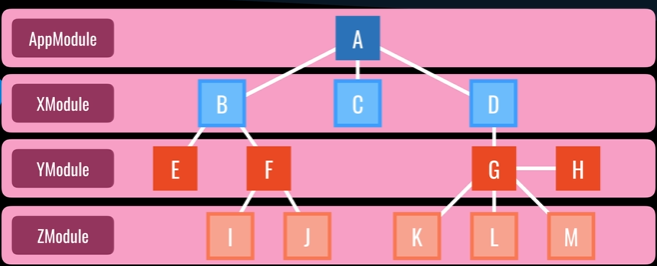 AppModule
A
XModule
B C D
YModule
E F G H
ZModule
I J K L M